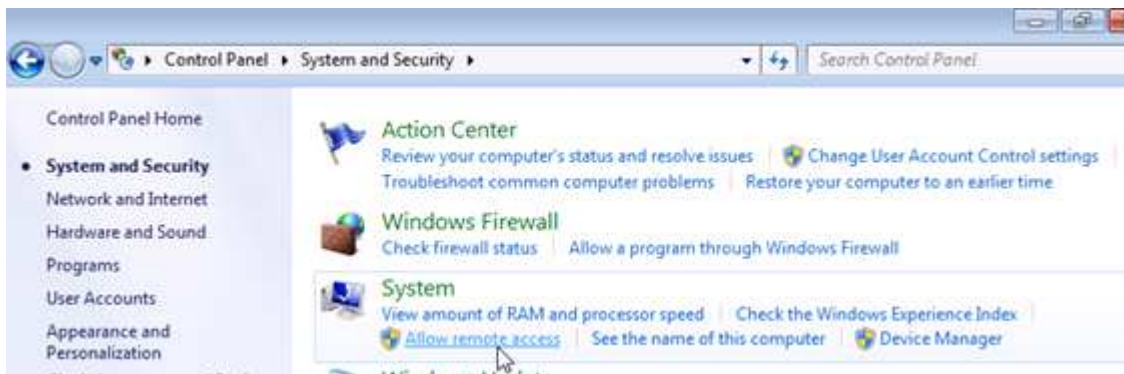 Control Panel System and Security Search Control Panel
Control Panel Home
System and Security
Network and Internet
Hardware and Sound
Programs
User Accounts
Appearance and
Personalization
Action Center
Review your computer's status and resolve issues Change User Account Control settings
Troubleshoot common computer problems Restore your computer to an earlier time
Windows Firewall
Check firewall status Allow a program through Windows Firewall
System
View amount of RAM and processor speed Check the Windows Experience Index
Allow remote access See the name of this computer Device Manager